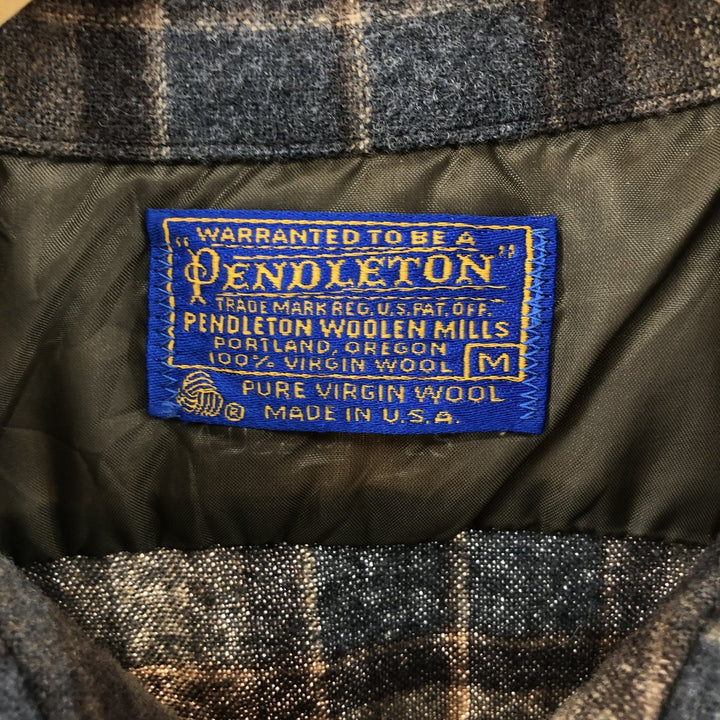 WARRANTED TO BE A
"PENDLETON"
TRADE MARK REG. U.S. PAT. OFF.
PENDLETON WOOLEN MILLS
PORTLAND, OREGON
100% VIRGIN WOOL M
PURE VIRGIN WOOL
® MADE IN U.S.A.